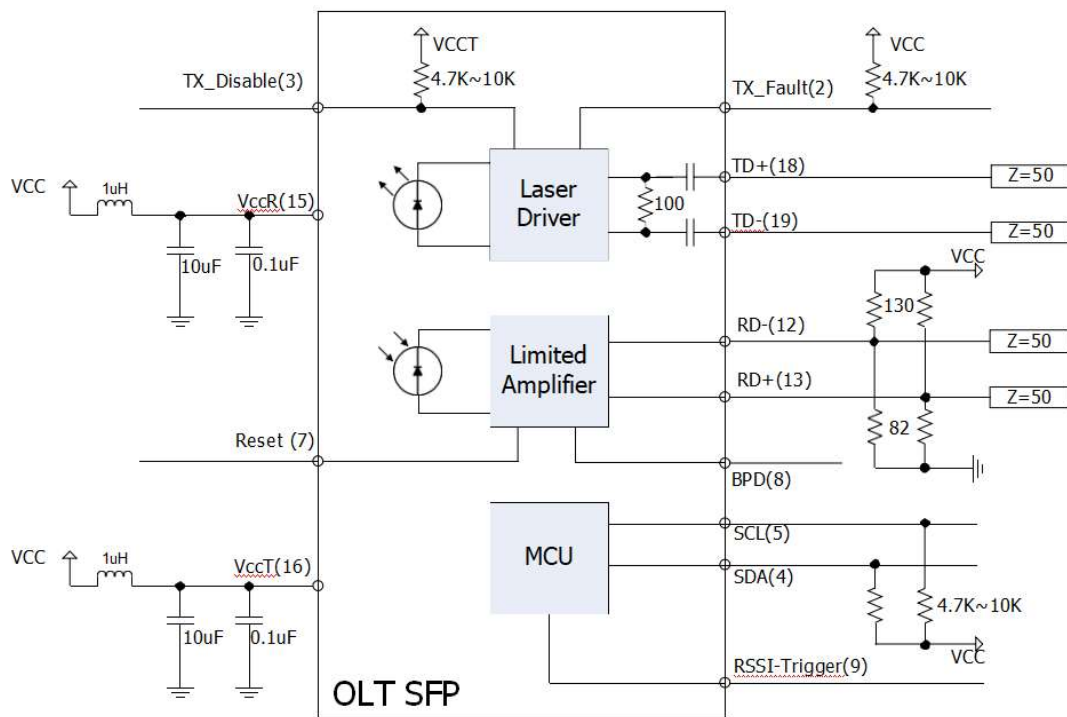 VCCT
4.7K~10K
TX_Disable(3)
VCC
4.7K~10K
TX_Fault(2)
VCC
1uH
VccR(15)
10uF
0.1uF
Laser
Driver
100
TD+(18)
Z=50
TD-(19)
Z=50
VCC
130
RD-(12)
Z=50
RD+(13)
Z=50
82
Limited
Amplifier
Reset (7)
BPD(8)
VCC
1uH
VccT(16)
10uF
0.1uF
MCU
SCL(5)
SDA(4)
4.7K~10K
VCC
RSSI-Trigger(9)
OLT SFP